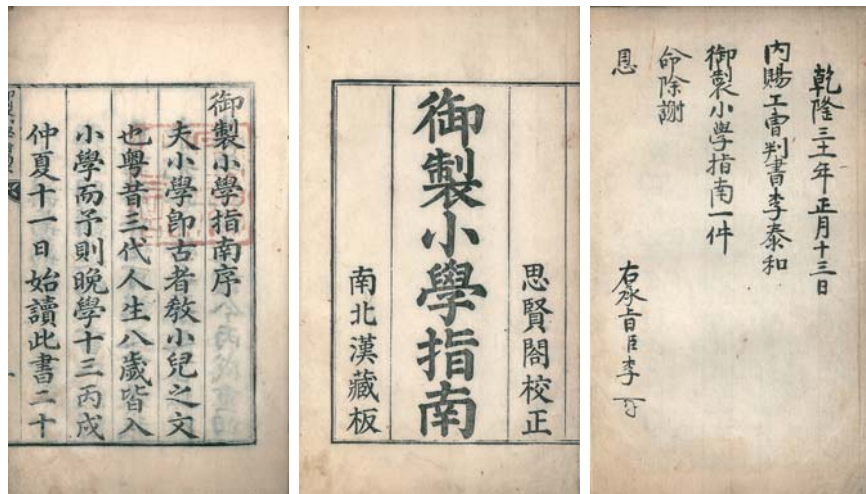 乾隆三十一年正月十三日
內賜工曹判書李泰和
御製小學指南一件
命除謝
恩
右承旨臣李
思賢閣校正
御製小學指南
南北漢藏板
御製小學指南序
夫小學卽古者敎小兒之文
也粤昔三代人生八歲皆入
小學而予則晚學十三丙戌
仲夏十一日始讀此書二十